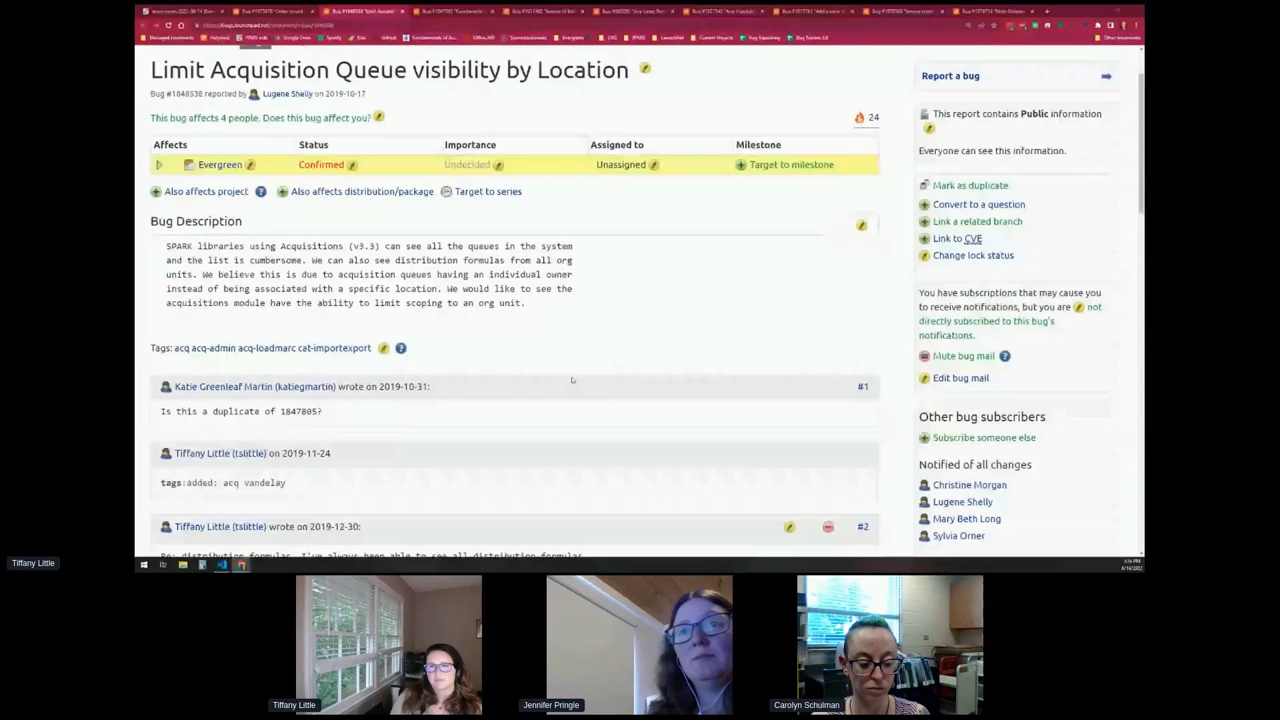 Limit Acquisition Queue visibility by Location
Bug #1848538 reported by Lugene Shelly on 2019-10-17
This bug affects 4 people. Does this bug affect you?
24
Affects Status Importance Assigned to Milestone
Evergreen Confirmed Undecided Unassigned Target to milestone
Also affects project Also affects distribution/package Target to series
Bug Description
SPARK libraries using Acquisitions (v3.3) can see all the queues in the system
and the list is cumbersome. We can also see distribution formulas from all org
units. We believe this is due to acquisition queues having an individual owner
instead of being associated with a specific location. We would like to see the
acquisitions module have the ability to limit scoping to an org unit.
Tags: acq acq-admin acq-loadmarc cat-importexport
Katie Greenleaf Martin (katiegmartin) wrote on 2019-10-31: #1
Is this a duplicate of 1847805?
Tiffany Little (tslittle) on 2019-11-24
tags:added: acq vandelay
Tiffany Little (tslittle) wrote on 2019-12-30: #2
Re: distribution formulas, I've always been able to see all distribution formulas
Report a bug
This report contains Public information
Everyone can see this information.
Mark as duplicate
Convert to a question
Link a related branch
Link to CVE
Change lock status
You have subscriptions that may cause you
to receive notifications, but you are not
directly subscribed to this bug's
notifications.
Mute bug mail
Edit bug mail
Other bug subscribers
Subscribe someone else
Notified of all changes
Christine Morgan
Lugene Shelly
Mary Beth Long
Sylvia Orner
Tiffany Little
Tiffany Little
Jennifer Pringle
Carolyn Schulman